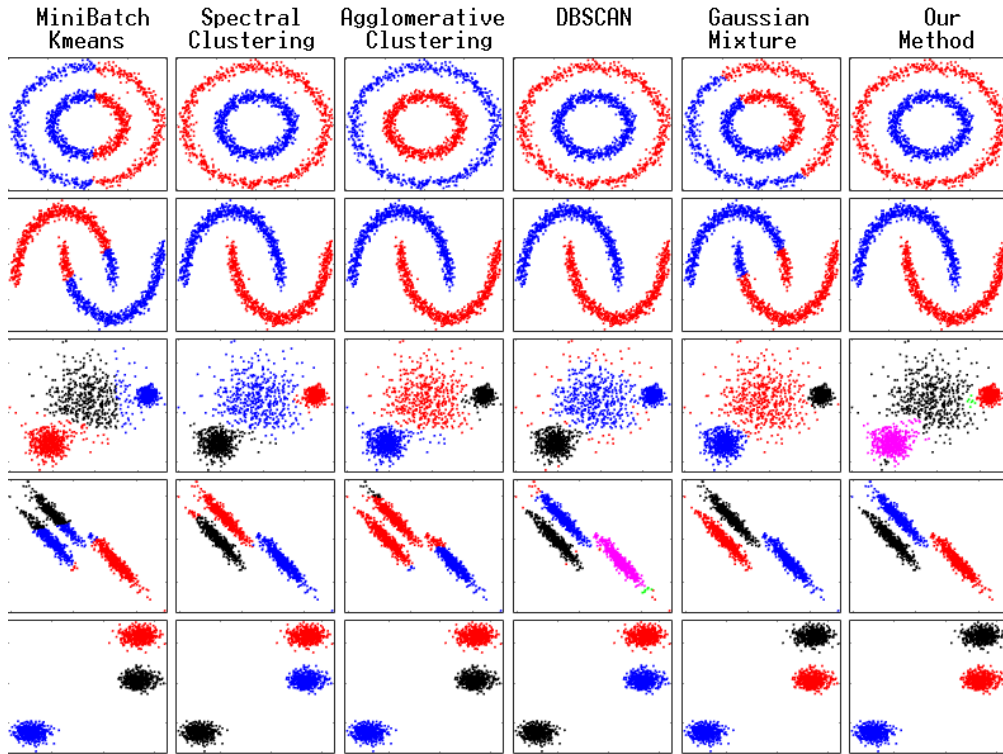 MiniBatch
Kmeans
Spectral
Clustering
Agglomerative
Clustering
DBSCAN
Gaussian
Mixture
Our
Method